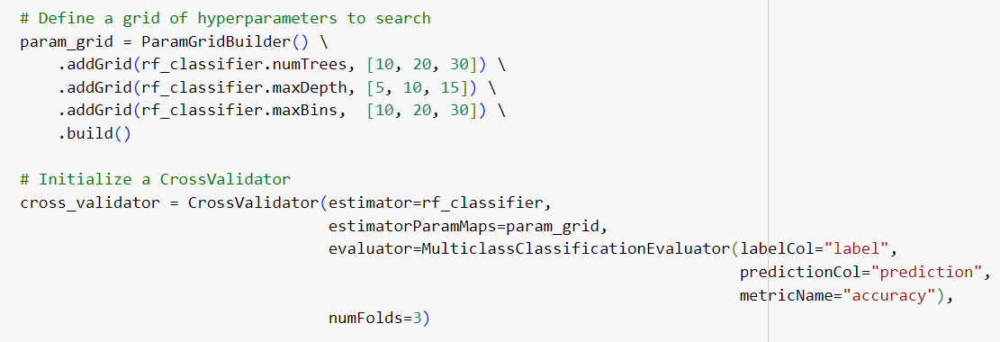 # Define a grid of hyperparameters to search
param_grid = ParamGridBuilder() \
    .addGrid(rf_classifier.numTrees, [10, 20, 30]) \
    .addGrid(rf_classifier.maxDepth, [5, 10, 15]) \
    .addGrid(rf_classifier.maxBins,  [10, 20, 30]) \
    .build()

# Initialize a CrossValidator
cross_validator = CrossValidator(estimator=rf_classifier,
                                 estimatorParamMaps=param_grid,
                                 evaluator=MulticlassClassificationEvaluator(labelCol="label",
                                                                             predictionCol="prediction",
                                                                             metricName="accuracy"),
                                 numFolds=3)